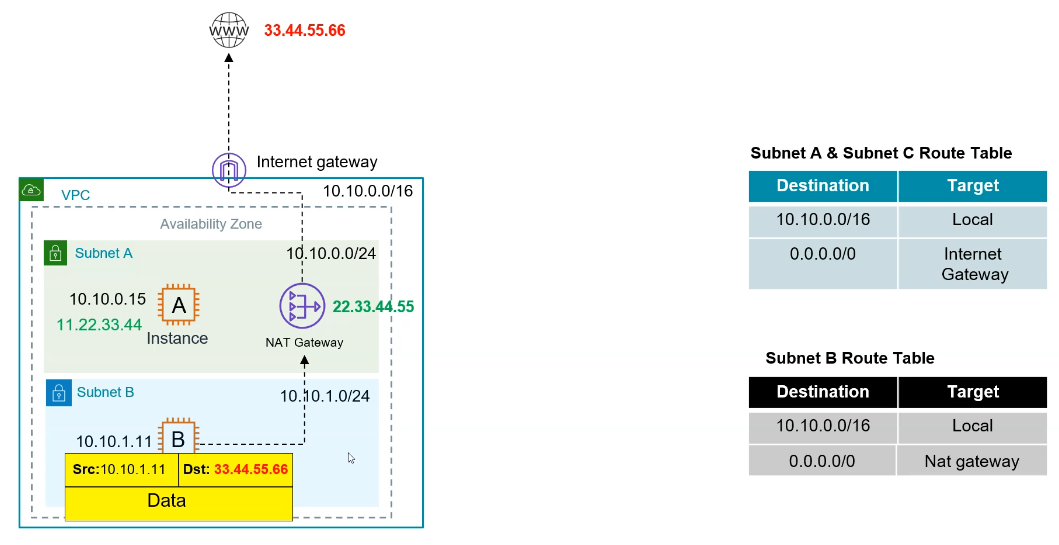 WWW
33.44.55.66
Internet gateway
VPC
10.10.0.0/16
Availability Zone
Subnet A
10.10.0.0/24
10.10.0.15
A
11.22.33.44
Instance
22.33.44.55
NAT Gateway
Subnet B
10.10.1.0/24
10.10.1.11
B
Src:10.10.1.11
Dst: 33.44.55.66
Data
Subnet A & Subnet C Route Table
Destination Target
10.10.0.0/16 Local
0.0.0.0/0 Internet
Gateway
Subnet B Route Table
Destination Target
10.10.0.0/16 Local
0.0.0.0/0 Nat gateway